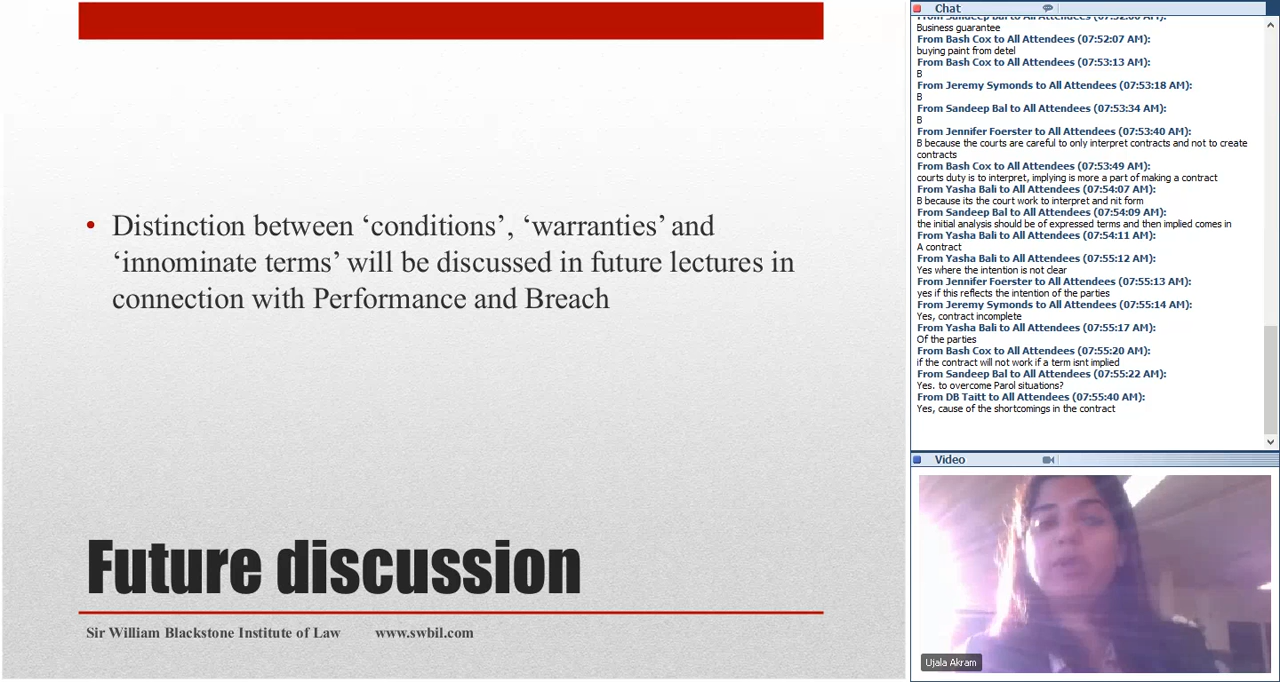 • Distinction between ‘conditions’, ‘warranties’ and
‘innominate terms’ will be discussed in future lectures in
connection with Performance and Breach
Future discussion
Sir William Blackstone Institute of Law www.swbil.com
Chat
From Sandeep Bal to All Attendees (07:52:00 AM):
Business guarantee
From Bash Cox to All Attendees (07:52:07 AM):
buying paint from detel
From Bash Cox to All Attendees (07:53:13 AM):
B
From Jeremy Symonds to All Attendees (07:53:18 AM):
B
From Sandeep Bal to All Attendees (07:53:34 AM):
B
From Jennifer Foerster to All Attendees (07:53:40 AM):
B because the courts are careful to only interpret contracts and not to create
contracts
From Bash Cox to All Attendees (07:53:49 AM):
courts duty is to interpret, implying is more a part of making a contract
From Yasha Bali to All Attendees (07:54:07 AM):
B because its the court work to interpret and nit form
From Sandeep Bal to All Attendees (07:54:09 AM):
the initial analysis should be of expressed terms and then implied comes in
From Yasha Bali to All Attendees (07:54:11 AM):
A contract
From Yasha Bali to All Attendees (07:55:12 AM):
Yes where the intention is not clear
From Jennifer Foerster to All Attendees (07:55:13 AM):
yes if this reflects the intention of the parties
From Jeremy Symonds to All Attendees (07:55:14 AM):
Yes, contract incomplete
From Yasha Bali to All Attendees (07:55:17 AM):
Of the parties
From Bash Cox to All Attendees (07:55:20 AM):
if the contract will not work if a term isnt implied
From Sandeep Bal to All Attendees (07:55:22 AM):
Yes. to overcome Parol situations?
From DB Taitt to All Attendees (07:55:40 AM):
Yes, cause of the shortcomings in the contract
Video
Ujala Akram